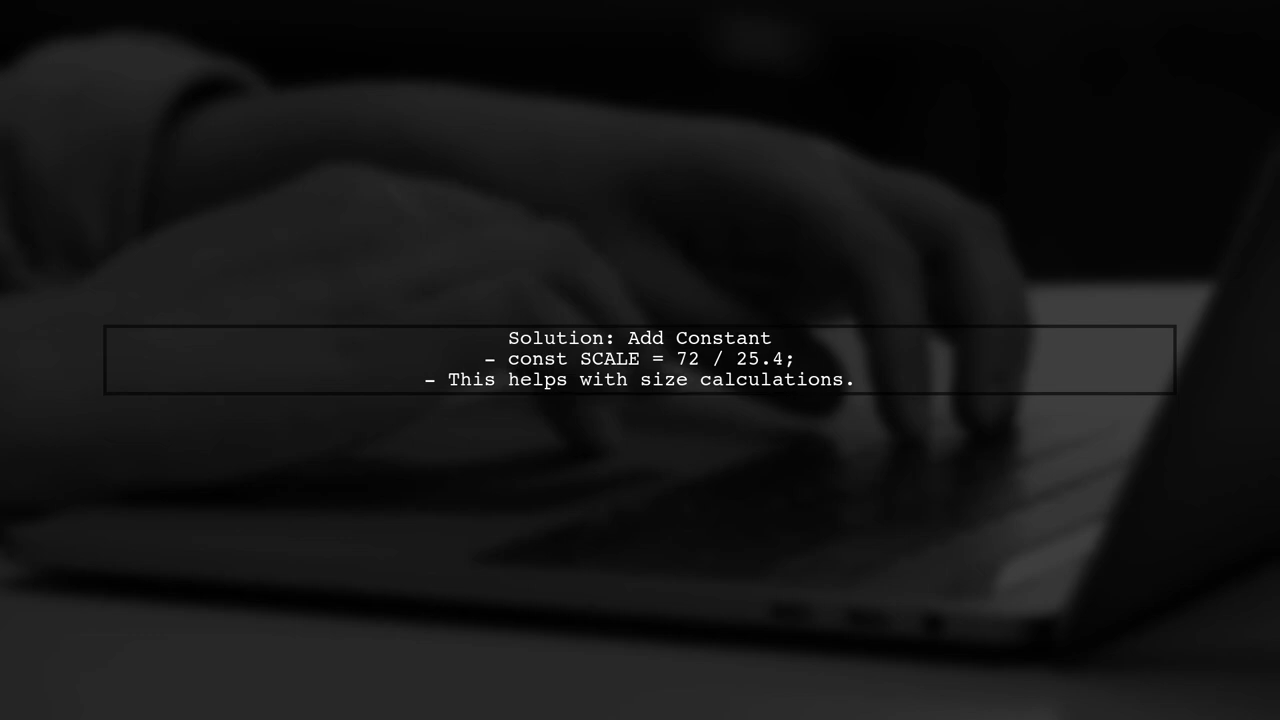 Solution: Add Constant
– const SCALE = 72 / 25.4;
– This helps with size calculations.